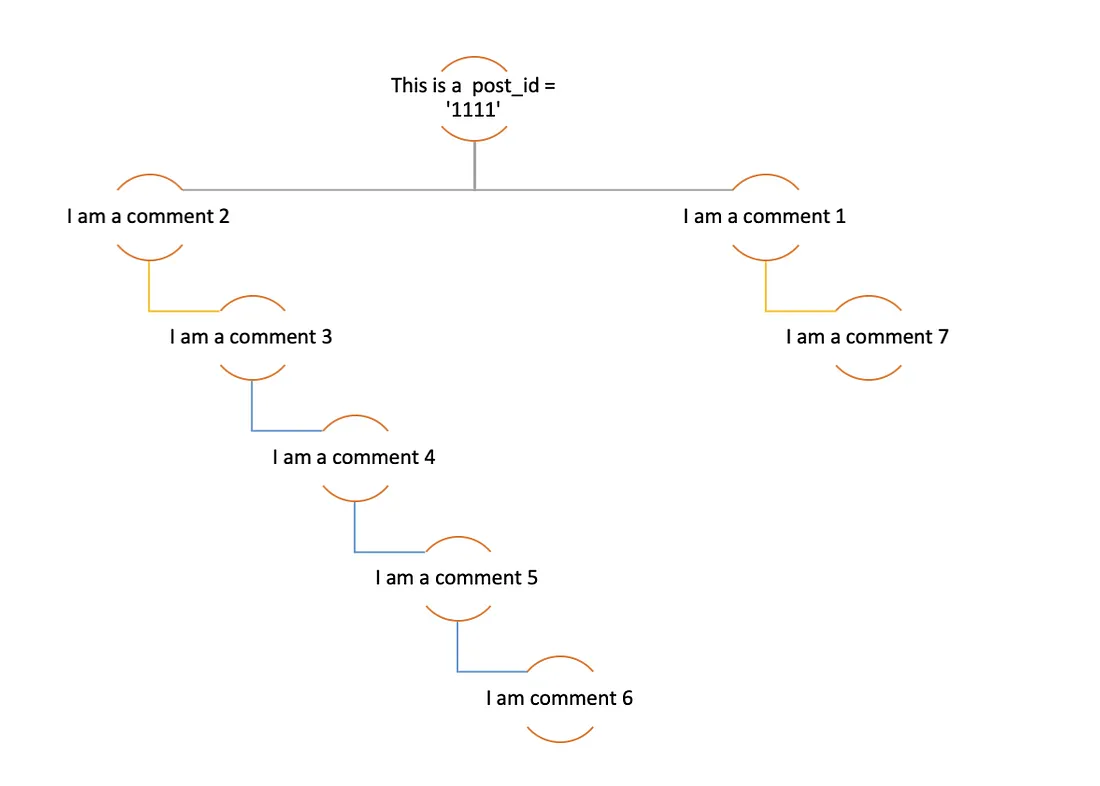 This is a  post_id =
'1111'
I am a comment 2
I am a comment 1
I am a comment 3
I am a comment 7
I am a comment 4
I am a comment 5
I am comment 6